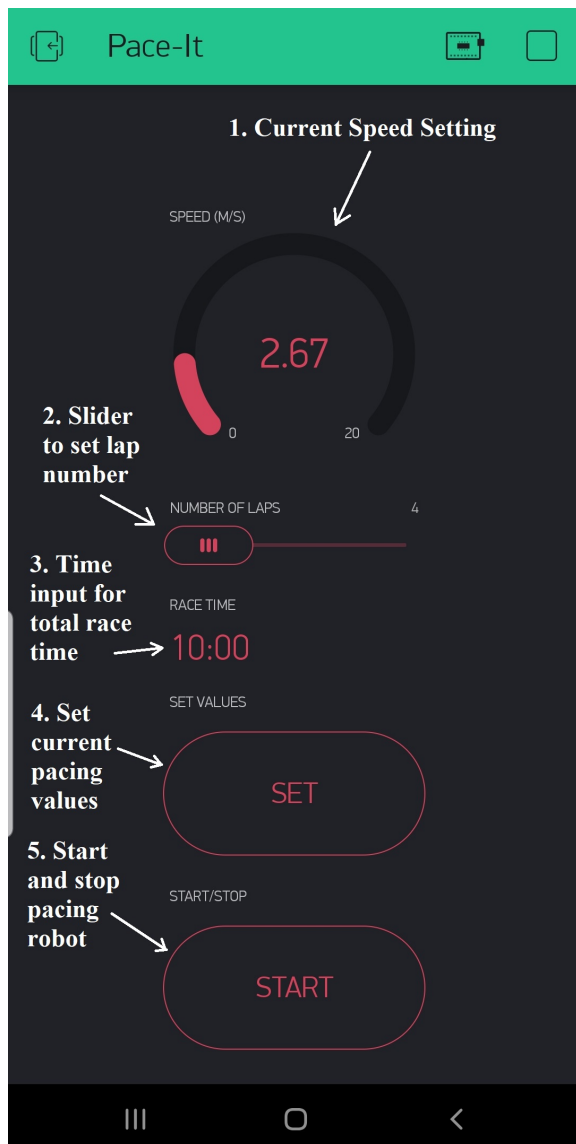 Pace-It
1. Current Speed Setting
SPEED (M/S)
2.67
0 20
2. Slider
to set lap
number
NUMBER OF LAPS 4
3. Time
input for
total race
time
RACE TIME
10:00
SET VALUES
4. Set
current
pacing
values
SET
5. Start
and stop
pacing
robot
START/STOP
START